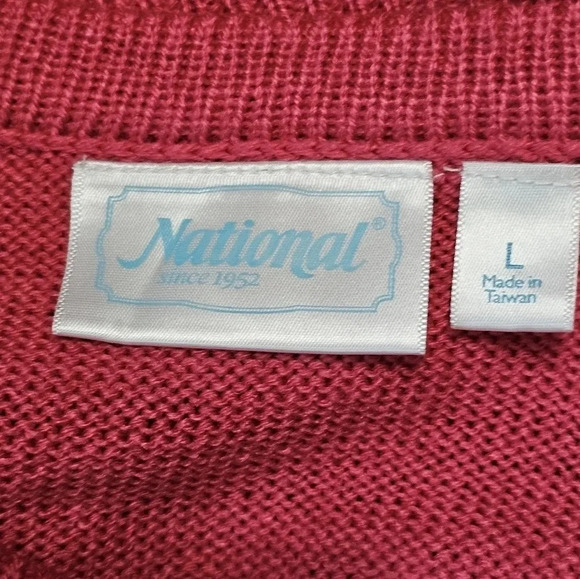 National®
since 1952
L
Made in
Taiwan